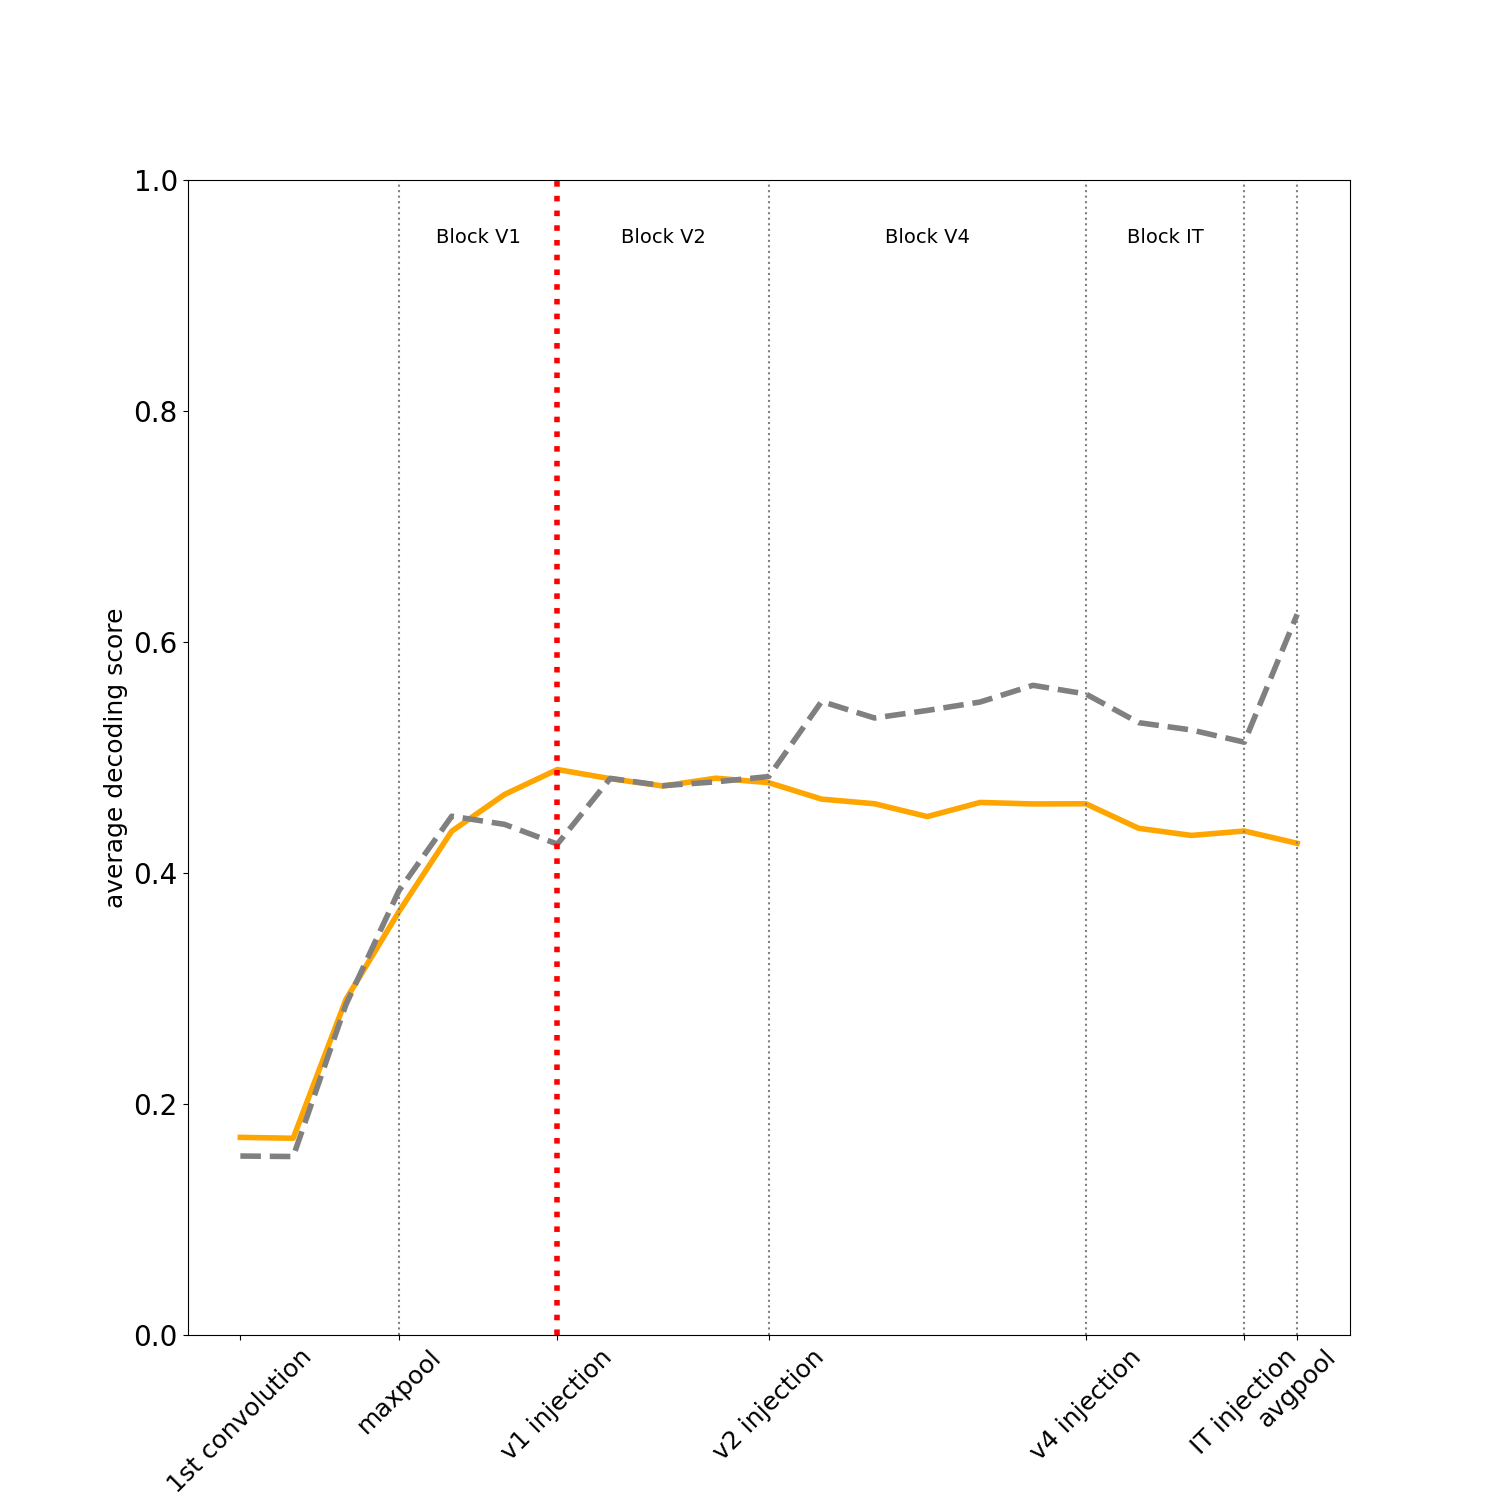 1.0
Block V1 Block V2 Block V4 Block IT
0.8
0.6
average decoding score
0.4
0.2
0.0
1st convolution maxpool v1 injection v2 injection v4 injection IT injection avgpool